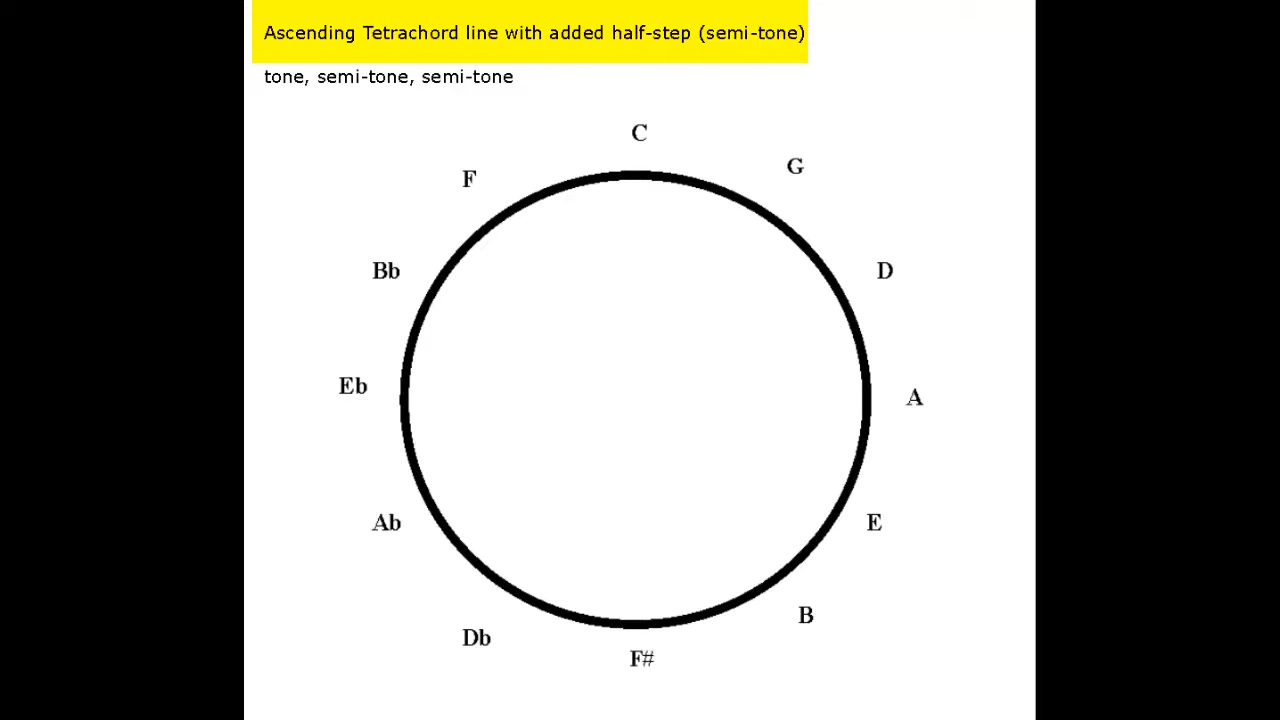 Ascending Tetrachord line with added half-step (semi-tone)
tone, semi-tone, semi-tone
C
G
F
Bb
D
Eb
A
Ab
E
B
Db
F#